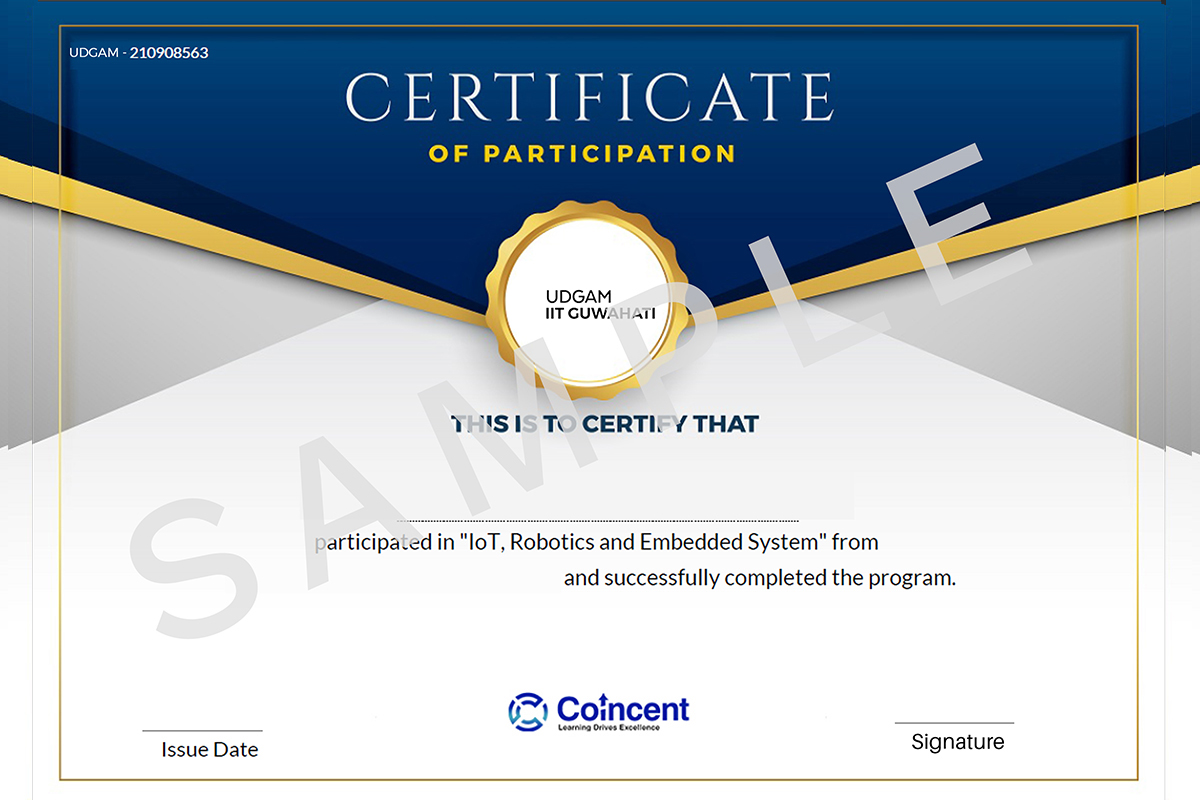 UDGAM - 210908563
CERTIFICATE
OF PARTICIPATION
UDGAM
IIT GUWAHATI
THIS IS TO CERTIFY THAT
participated in "IoT, Robotics and Embedded System" from
and successfully completed the program.
SAMPLE
Coincent
Learning Drives Excellence
Issue Date
Signature